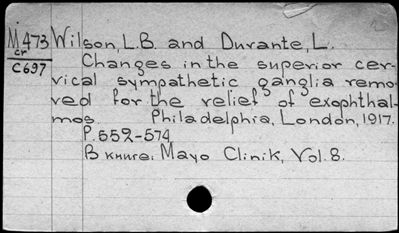 M 473 Wilson, L.B. and Durante, L.
cr
C697
Changes in the superior cer-
vical sympathetic ganglia remo-
ved for the relief of exophthal-
mos. Philadelphia, London, 1917.
P. 552-574
В книге: Mayo Clinik, Vol. 8.